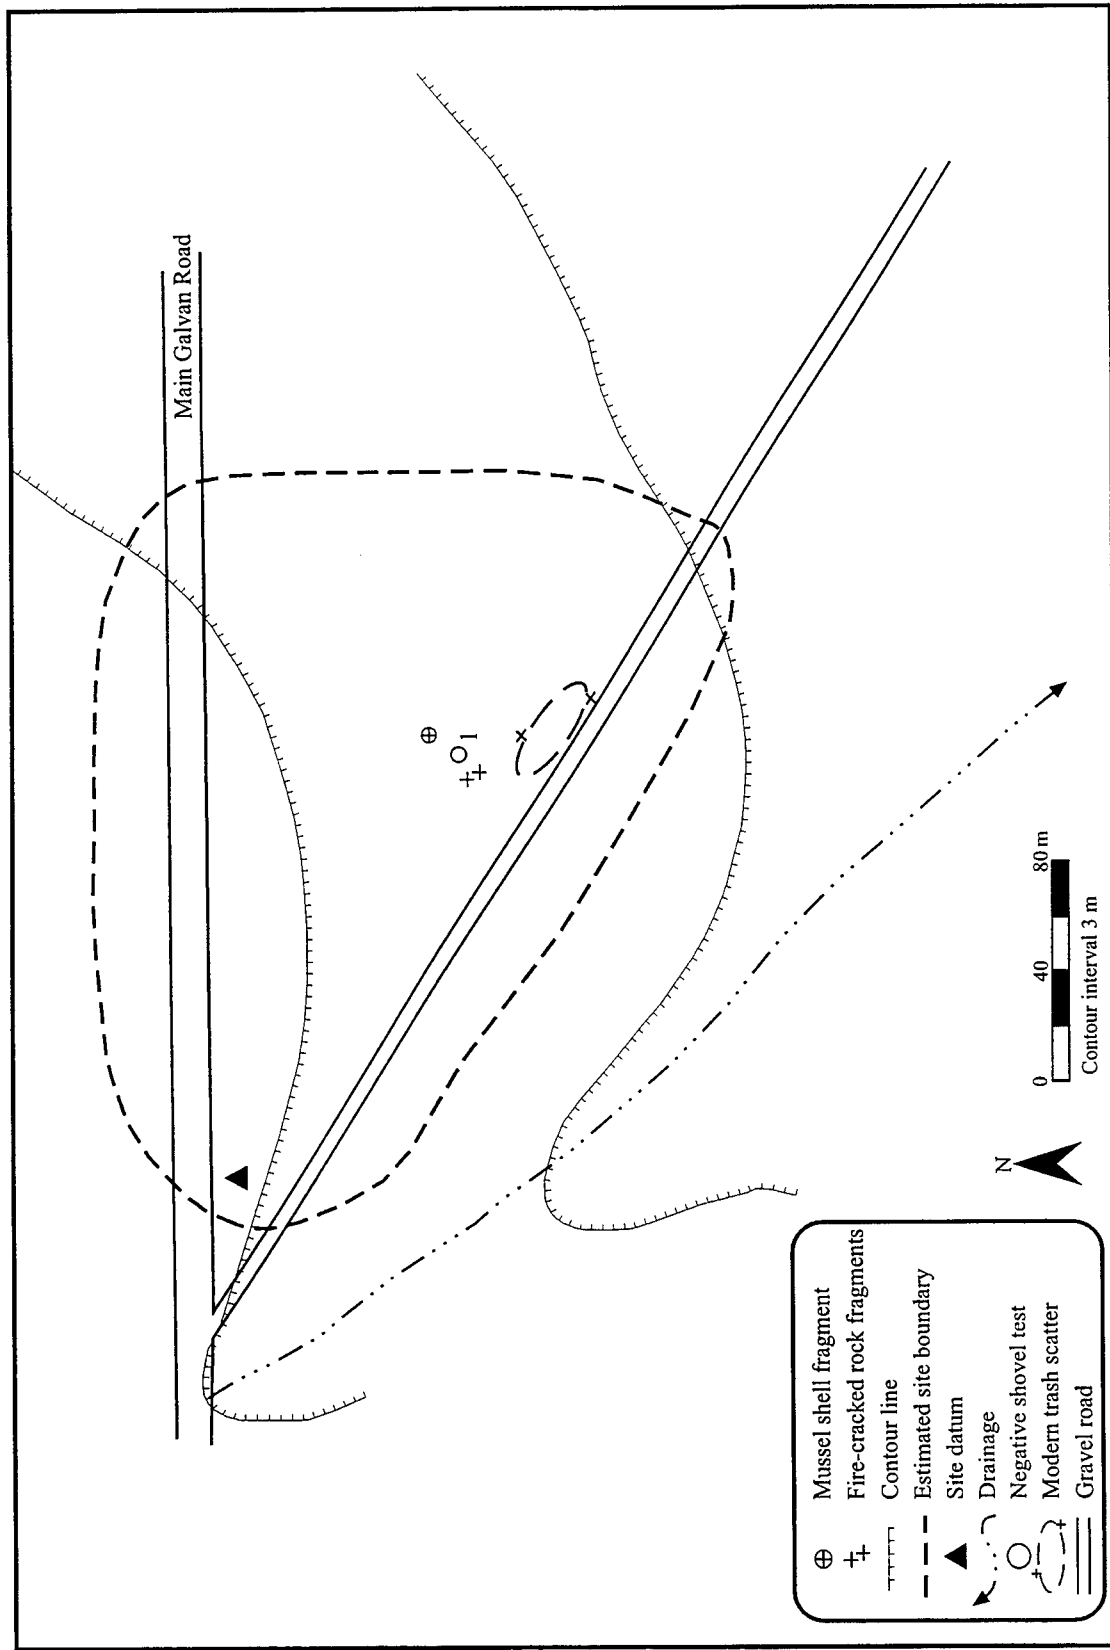 Main Galvan Road
1
N
0 40 80 m
Contour interval 3 m
Mussel shell fragment
Fire-cracked rock fragments
Contour line
Estimated site boundary
Site datum
Drainage
Negative shovel test
Modern trash scatter
Gravel road